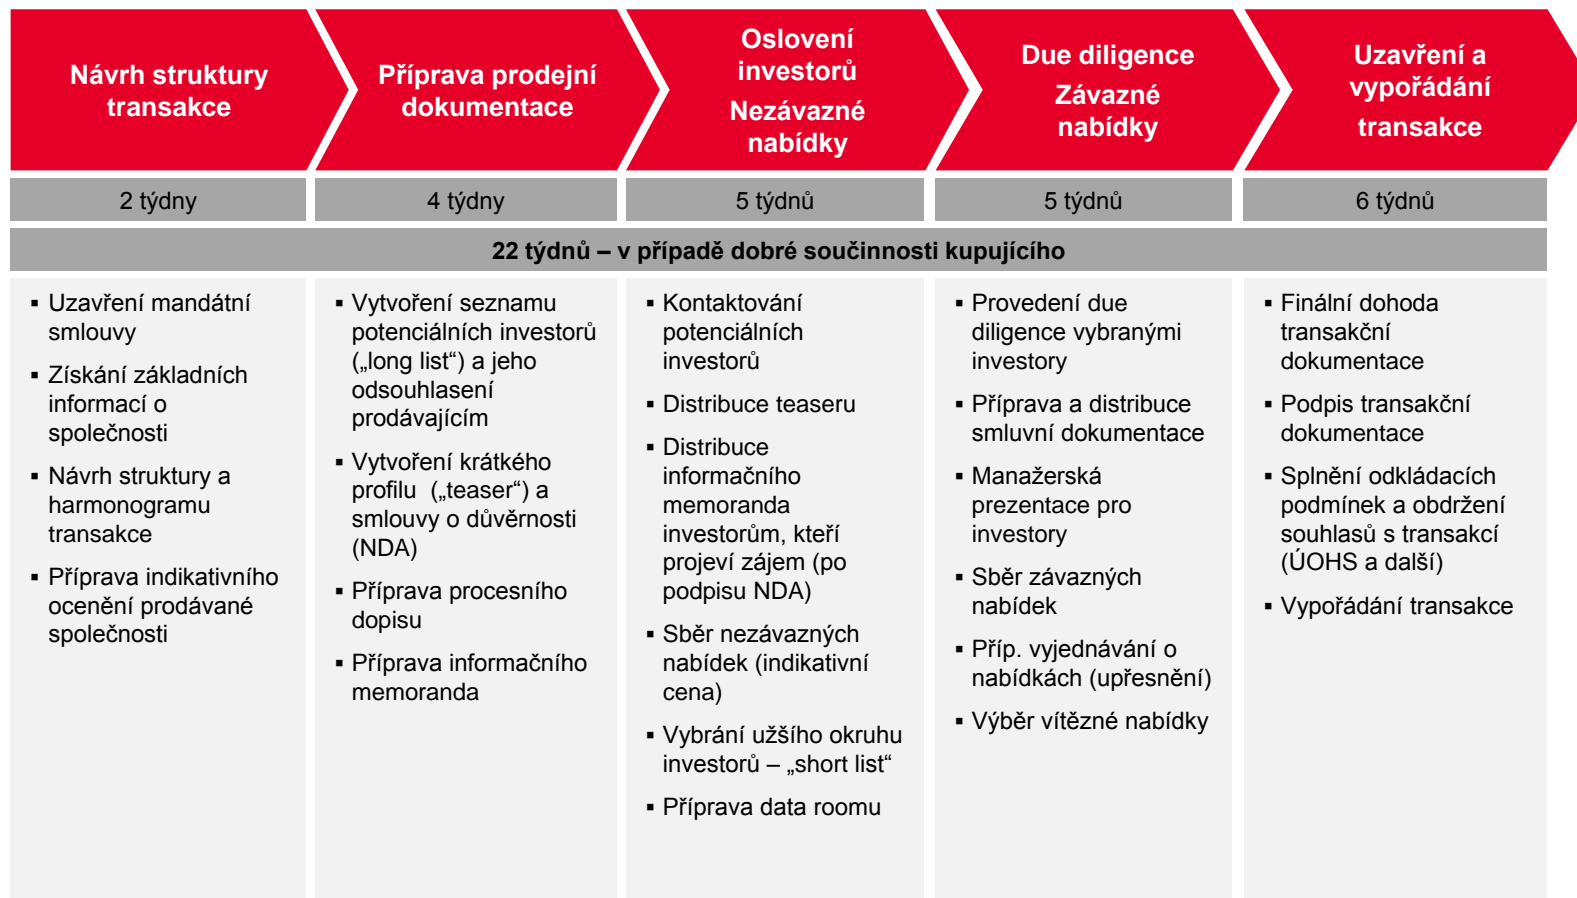 Návrh struktury
transakce
Příprava prodejní
dokumentace
Oslovení
investorů
Nezávazné
nabídky
Due diligence
Závazné
nabídky
Uzavření a
vypořádání
transakce
2 týdny
4 týdny
5 týdnů
5 týdnů
6 týdnů
22 týdnů – v případě dobré součinnosti kupujícího
▪ Uzavření mandátní
smlouvy
▪ Získání základních
informací o
společnosti
▪ Návrh struktury a
harmonogramu
transakce
▪ Příprava indikativního
ocenění prodávané
společnosti
▪ Vytvoření seznamu
potenciálních investorů
(„long list“) a jeho
odsouhlasení
prodávajícím
▪ Vytvoření krátkého
profilu („teaser“) a
smlouvy o důvěrnosti
(NDA)
▪ Příprava procesního
dopisu
▪ Příprava informačního
memoranda
▪ Kontaktování
potenciálních
investorů
▪ Distribuce teaseru
▪ Distribuce
informačního
memoranda
investorům, kteří
projeví zájem (po
podpisu NDA)
▪ Sběr nezávazných
nabídek (indikativní
cena)
▪ Vybrání užšího okruhu
investorů – „short list“
▪ Příprava data roomu
▪ Provedení due
diligence vybranými
investory
▪ Příprava a distribuce
smluvní dokumentace
▪ Manažerská
prezentace pro
investory
▪ Sběr závazných
nabídek
▪ Příp. vyjednávání o
nabídkách (upřesnění)
▪ Výběr vítězné nabídky
▪ Finální dohoda
transakční
dokumentace
▪ Podpis transakční
dokumentace
▪ Splnění odkládacích
podmínek a obdržení
souhlasů s transakcí
(ÚOHS a další)
▪ Vypořádání transakce